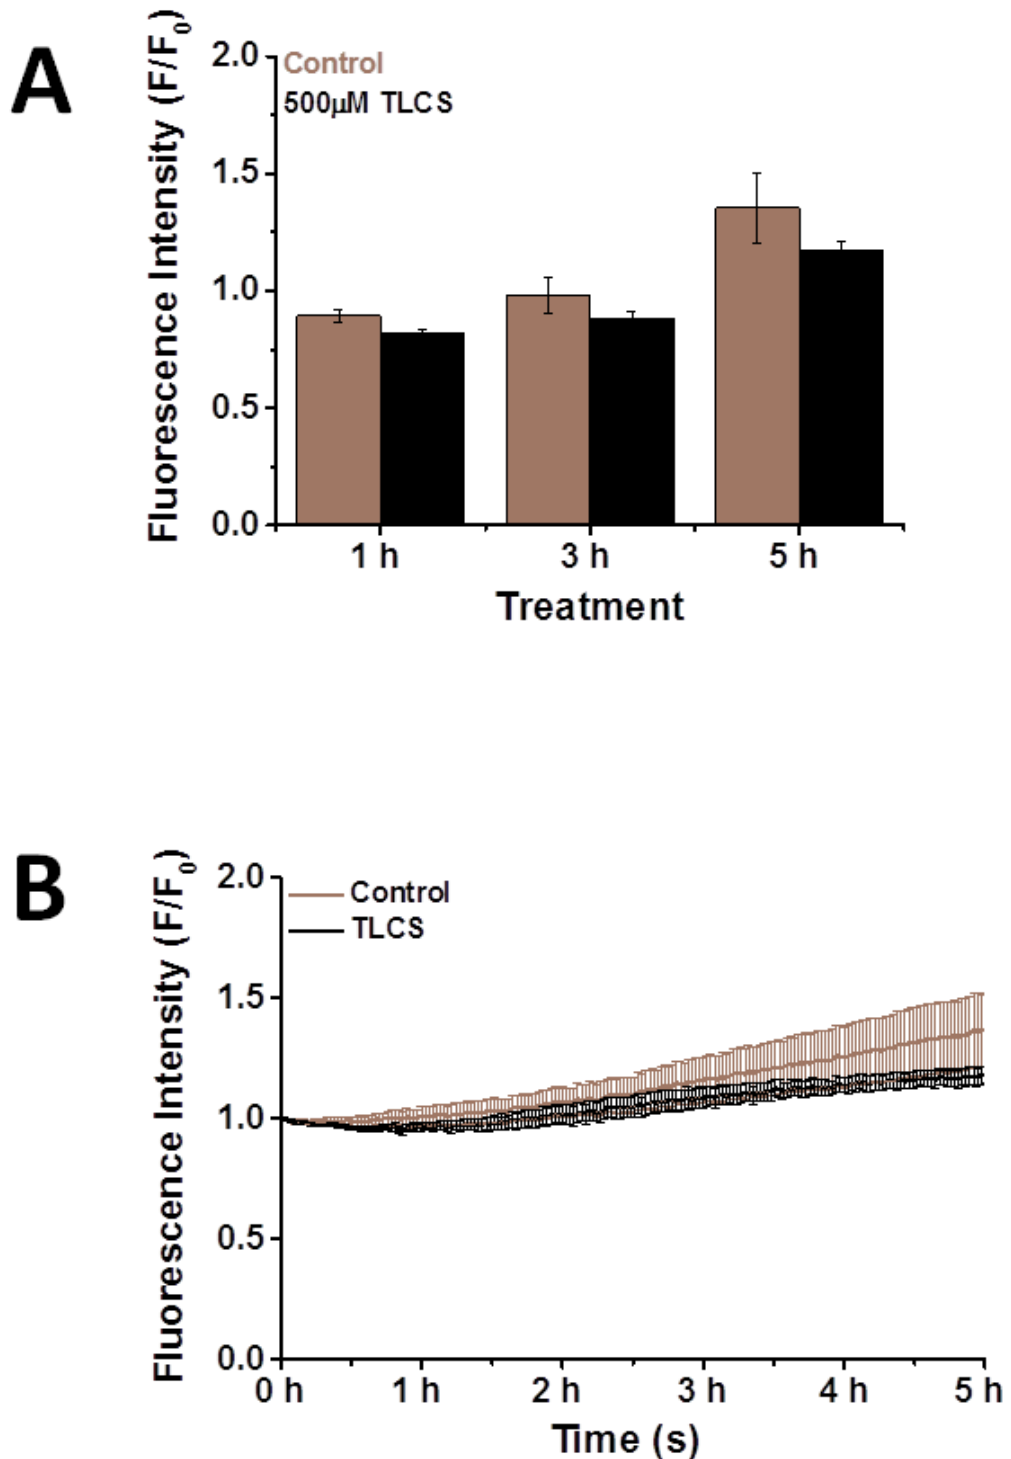 A
Fluorescence Intensity (F/F0)
2.0
1.5
1.0
0.5
0.0
Control
500µM TLCS
1 h 3 h 5 h
Treatment
B
Fluorescence Intensity (F/F0)
2.0
1.5
1.0
0.5
0.0
Control
TLCS
0 h 1 h 2 h 3 h 4 h 5 h
Time (s)